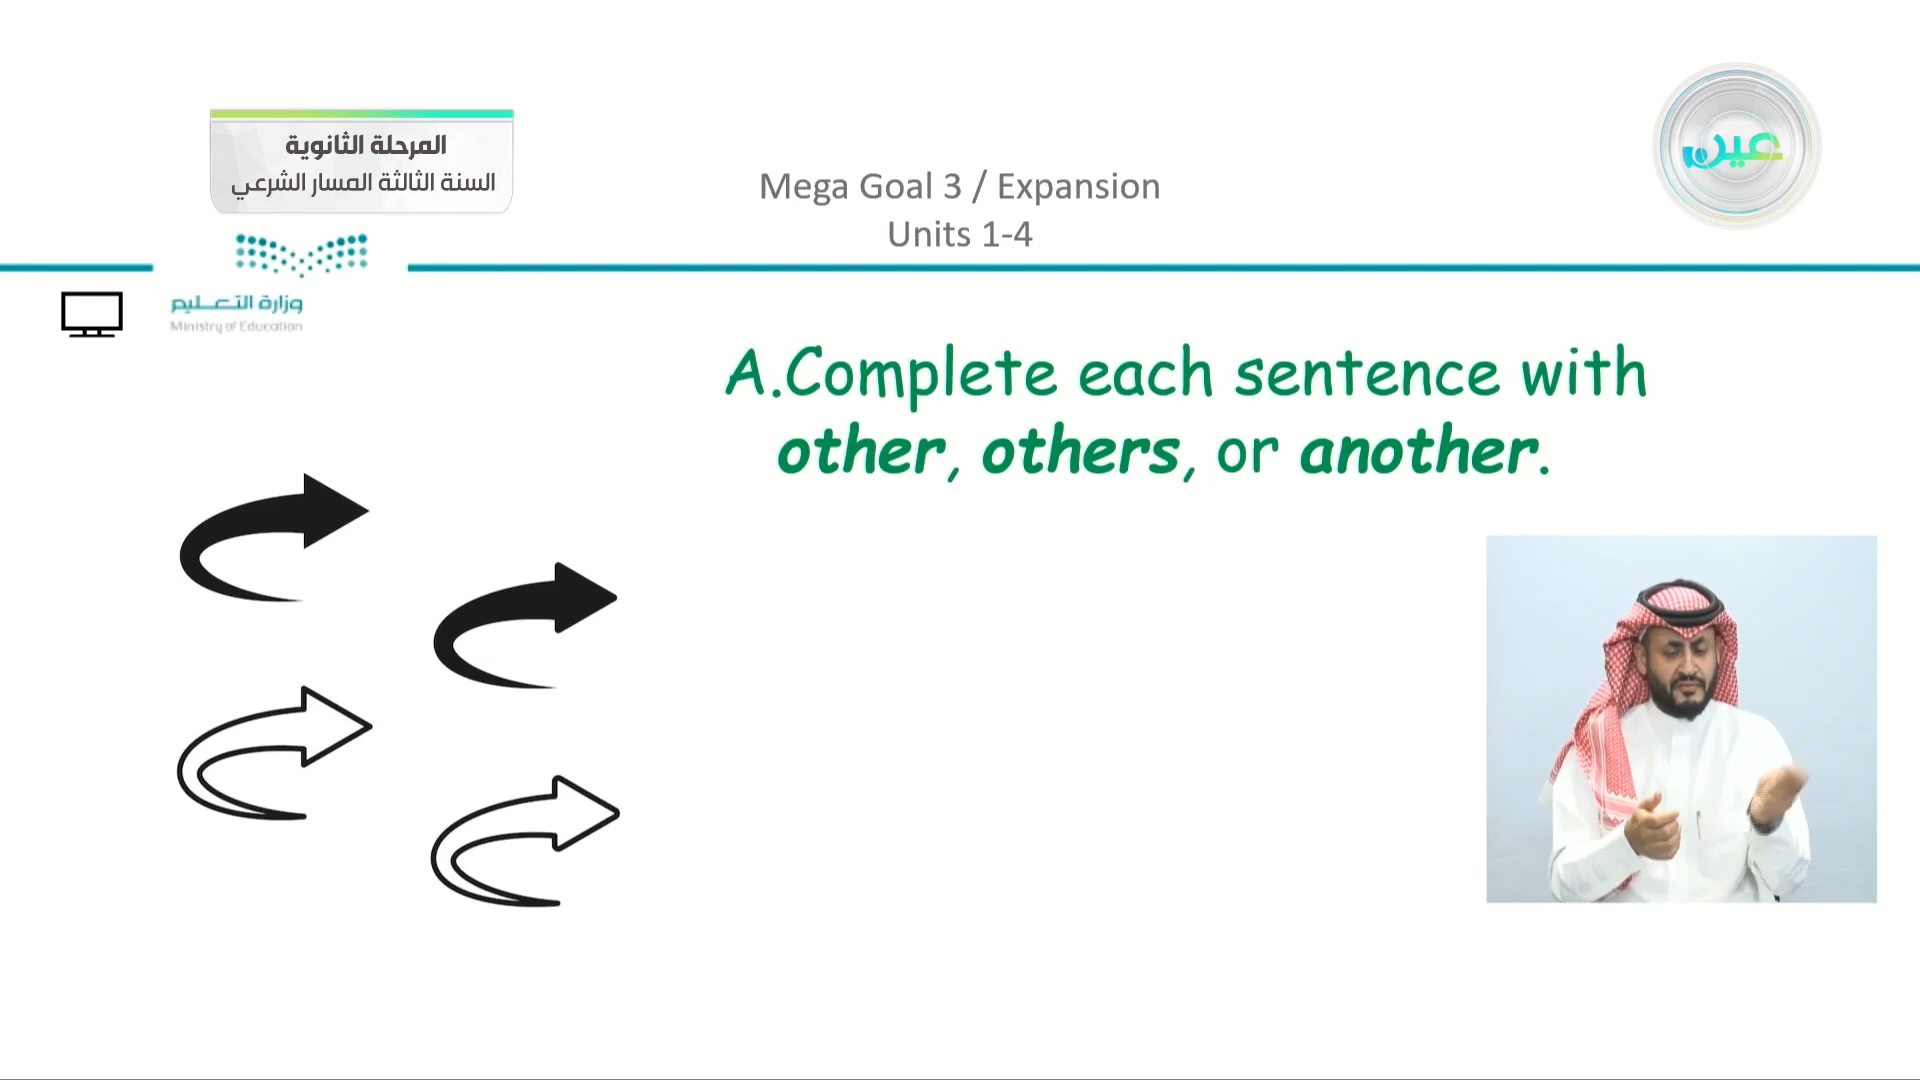 المرحلة الثانوية
السنة الثالثة المسار الشرعي
عين
Mega Goal 3 / Expansion
Units 1-4
وزارة التعليم
Ministry of Education
A.Complete each sentence with
other, others, or another.